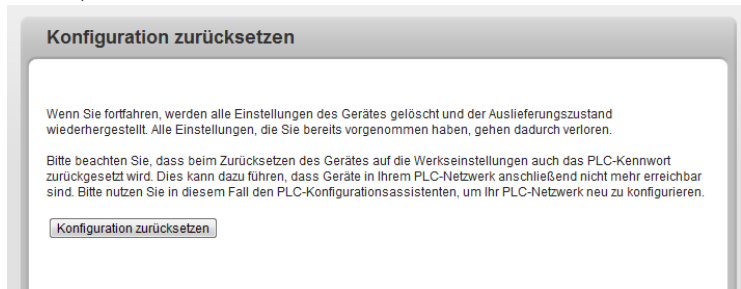 Konfiguration zurücksetzen
Wenn Sie fortfahren, werden alle Einstellungen des Gerätes gelöscht und der Auslieferungszustand
wiederhergestellt. Alle Einstellungen, die Sie bereits vorgenommen haben, gehen dadurch verloren.
Bitte beachten Sie, dass beim Zurücksetzen des Gerätes auf die Werkseinstellungen auch das PLC-Kennwort
zurückgesetzt wird. Dies kann dazu führen, dass Geräte in Ihrem PLC-Netzwerk anschließend nicht mehr erreichbar
sind. Bitte nutzen Sie in diesem Fall den PLC-Konfigurationsassistenten, um Ihr PLC-Netzwerk neu zu konfigurieren.
Konfiguration zurücksetzen